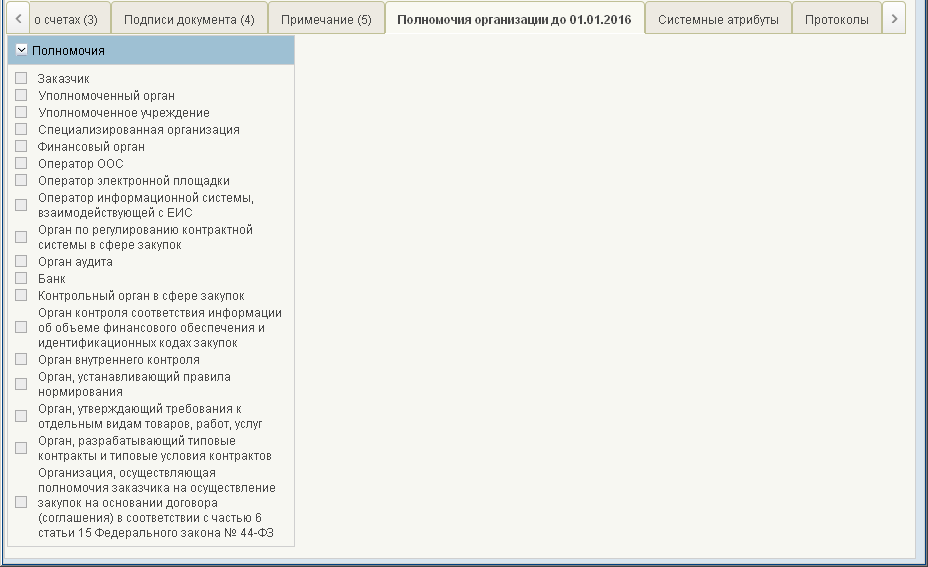 о счетах (3) Подписи документа (4) Примечание (5) Полномочия организации до 01.01.2016 Системные атрибуты Протоколы
Полномочия
Заказчик
Уполномоченный орган
Уполномоченное учреждение
Специализированная организация
Финансовый орган
Оператор ООС
Оператор электронной площадки
Оператор информационной системы,
взаимодействующей с ЕИС
Орган по регулированию контрактной
системы в сфере закупок
Орган аудита
Банк
Контрольный орган в сфере закупок
Орган контроля соответствия информации
об объеме финансового обеспечения и
идентификационных кодах закупок
Орган внутреннего контроля
Орган, устанавливающий правила
нормирования
Орган, утверждающий требования к
отдельным видам товаров, работ, услуг
Орган, разрабатывающий типовые
контракты и типовые условия контрактов
Организация, осуществляющая
полномочия заказчика на осуществление
закупок на основании договора
(соглашения) в соответствии с частью 6
статьи 15 Федерального закона № 44-ФЗ